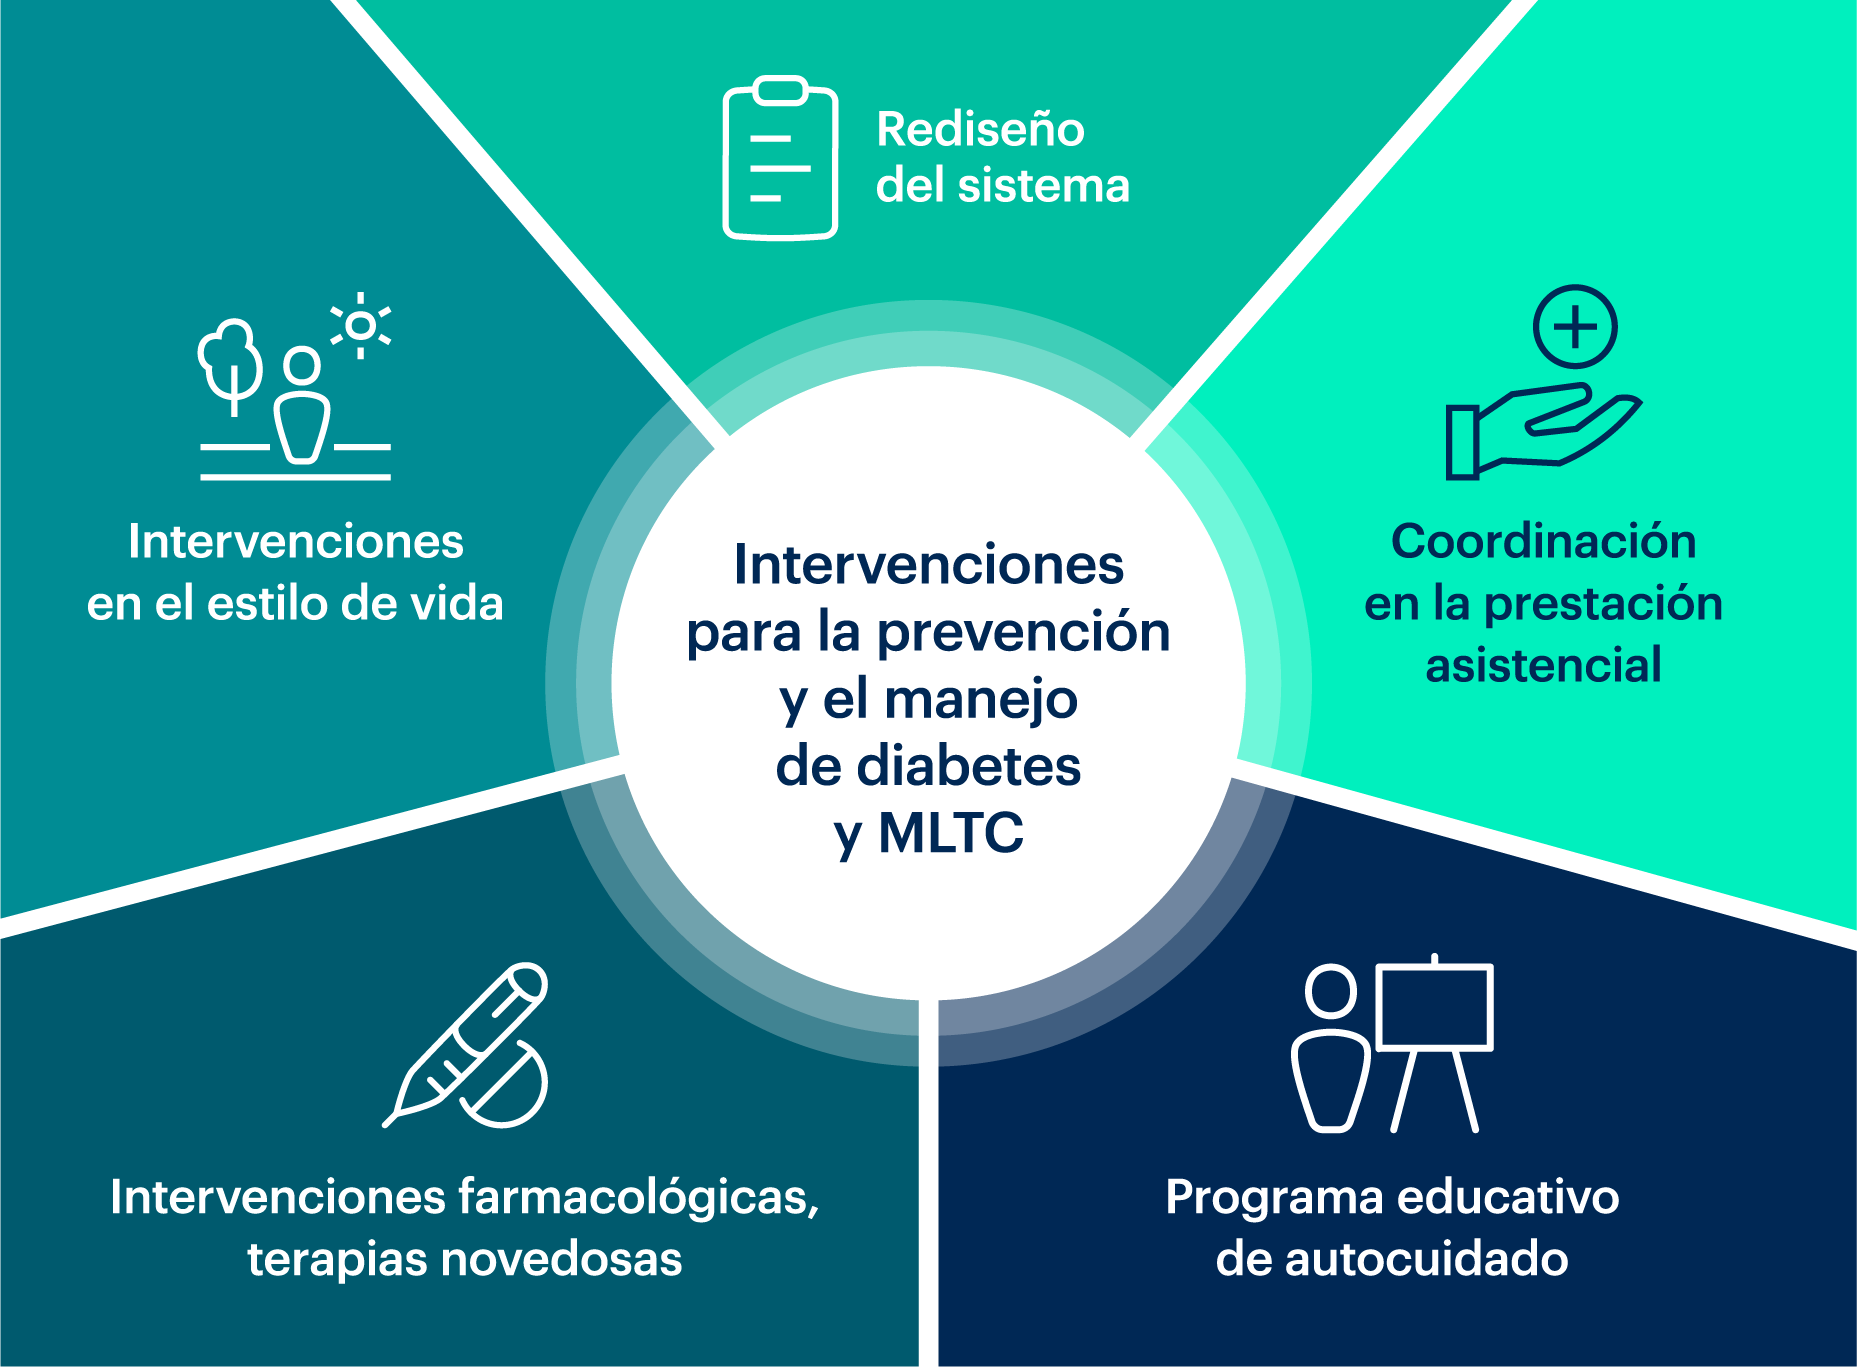 Rediseño
del sistema
Intervenciones
en el estilo de vida
Coordinación
en la prestación
asistencial
Intervenciones
para la prevención
y el manejo
de diabetes
y MLTC
Intervenciones farmacológicas,
terapias novedosas
Programa educativo
de autocuidado